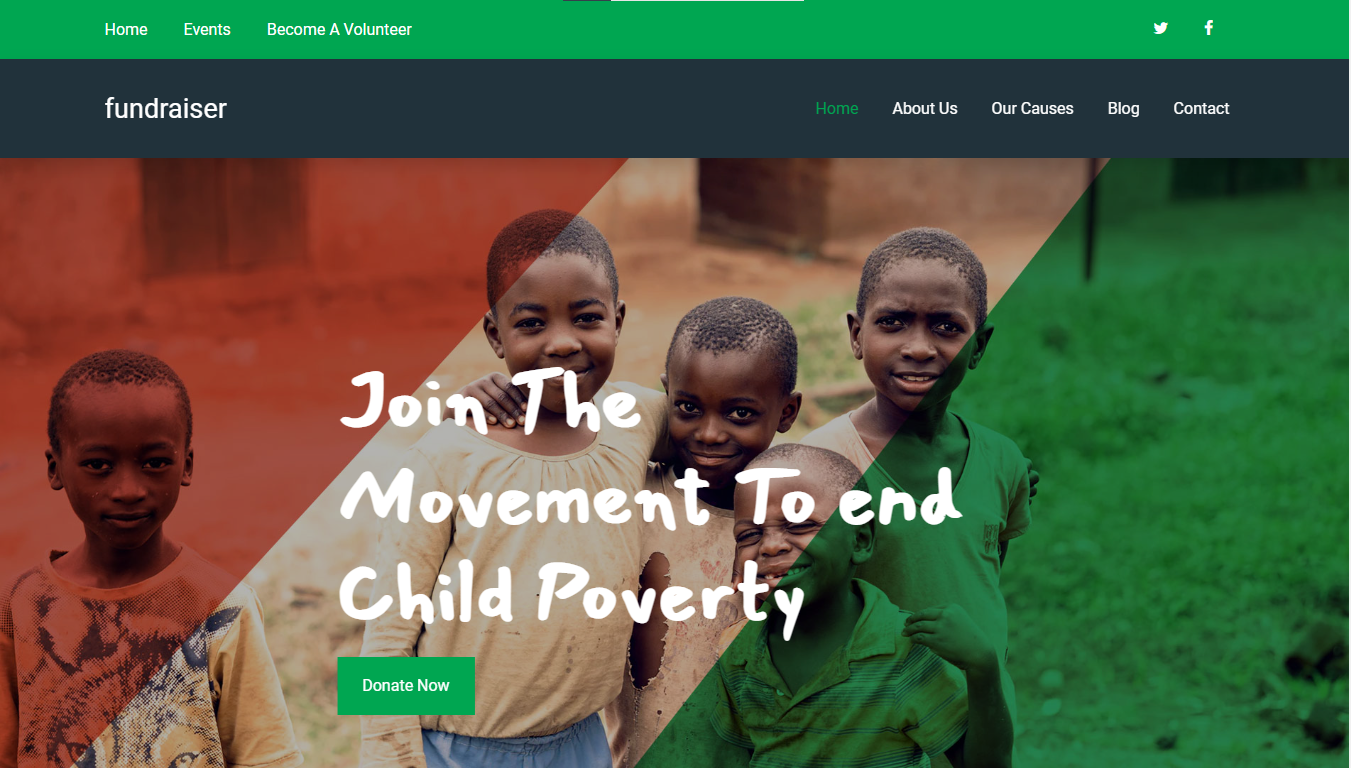 Home Events Become A Volunteer
fundraiser
Home About Us Our Causes Blog Contact
Join The
Movement To end
Child Poverty
Donate Now